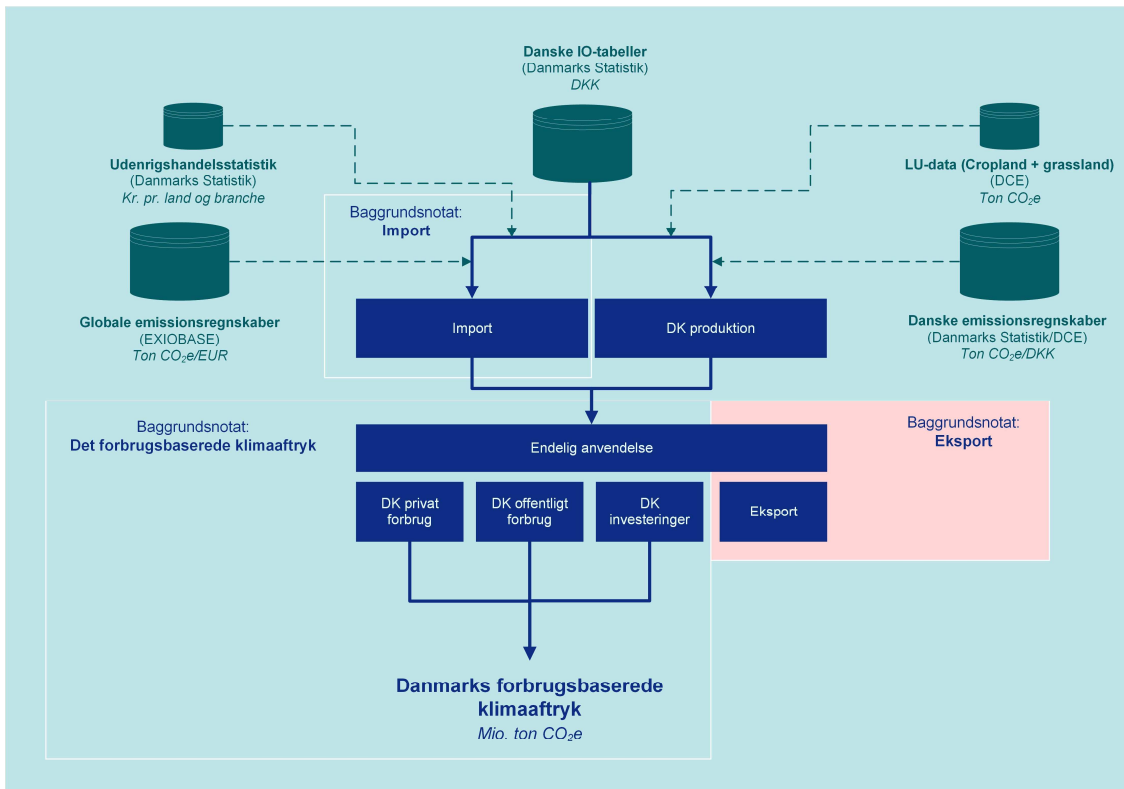 Danske IO-tabeller
(Danmarks Statistik)
DKK
Udenrigshandelsstatistik
(Danmarks Statistik)
Kr. pr. land og branche
LU-data (Cropland + grassland)
(DCE)
Ton CO₂e
Baggrundsnotat:
Import
Globale emissionsregnskaber
(EXIOBASE)
Ton CO₂e/EUR
Import
DK produktion
Danske emissionsregnskaber
(Danmarks Statistik/DCE)
Ton CO₂e/DKK
Baggrundsnotat:
Det forbrugsbaserede klimaaftryk
Endelig anvendelse
Baggrundsnotat:
Eksport
DK privat
forbrug
DK offentligt
forbrug
DK
investeringer
Eksport
Danmarks forbrugsbaserede
klimaaftryk
Mio. ton CO₂e